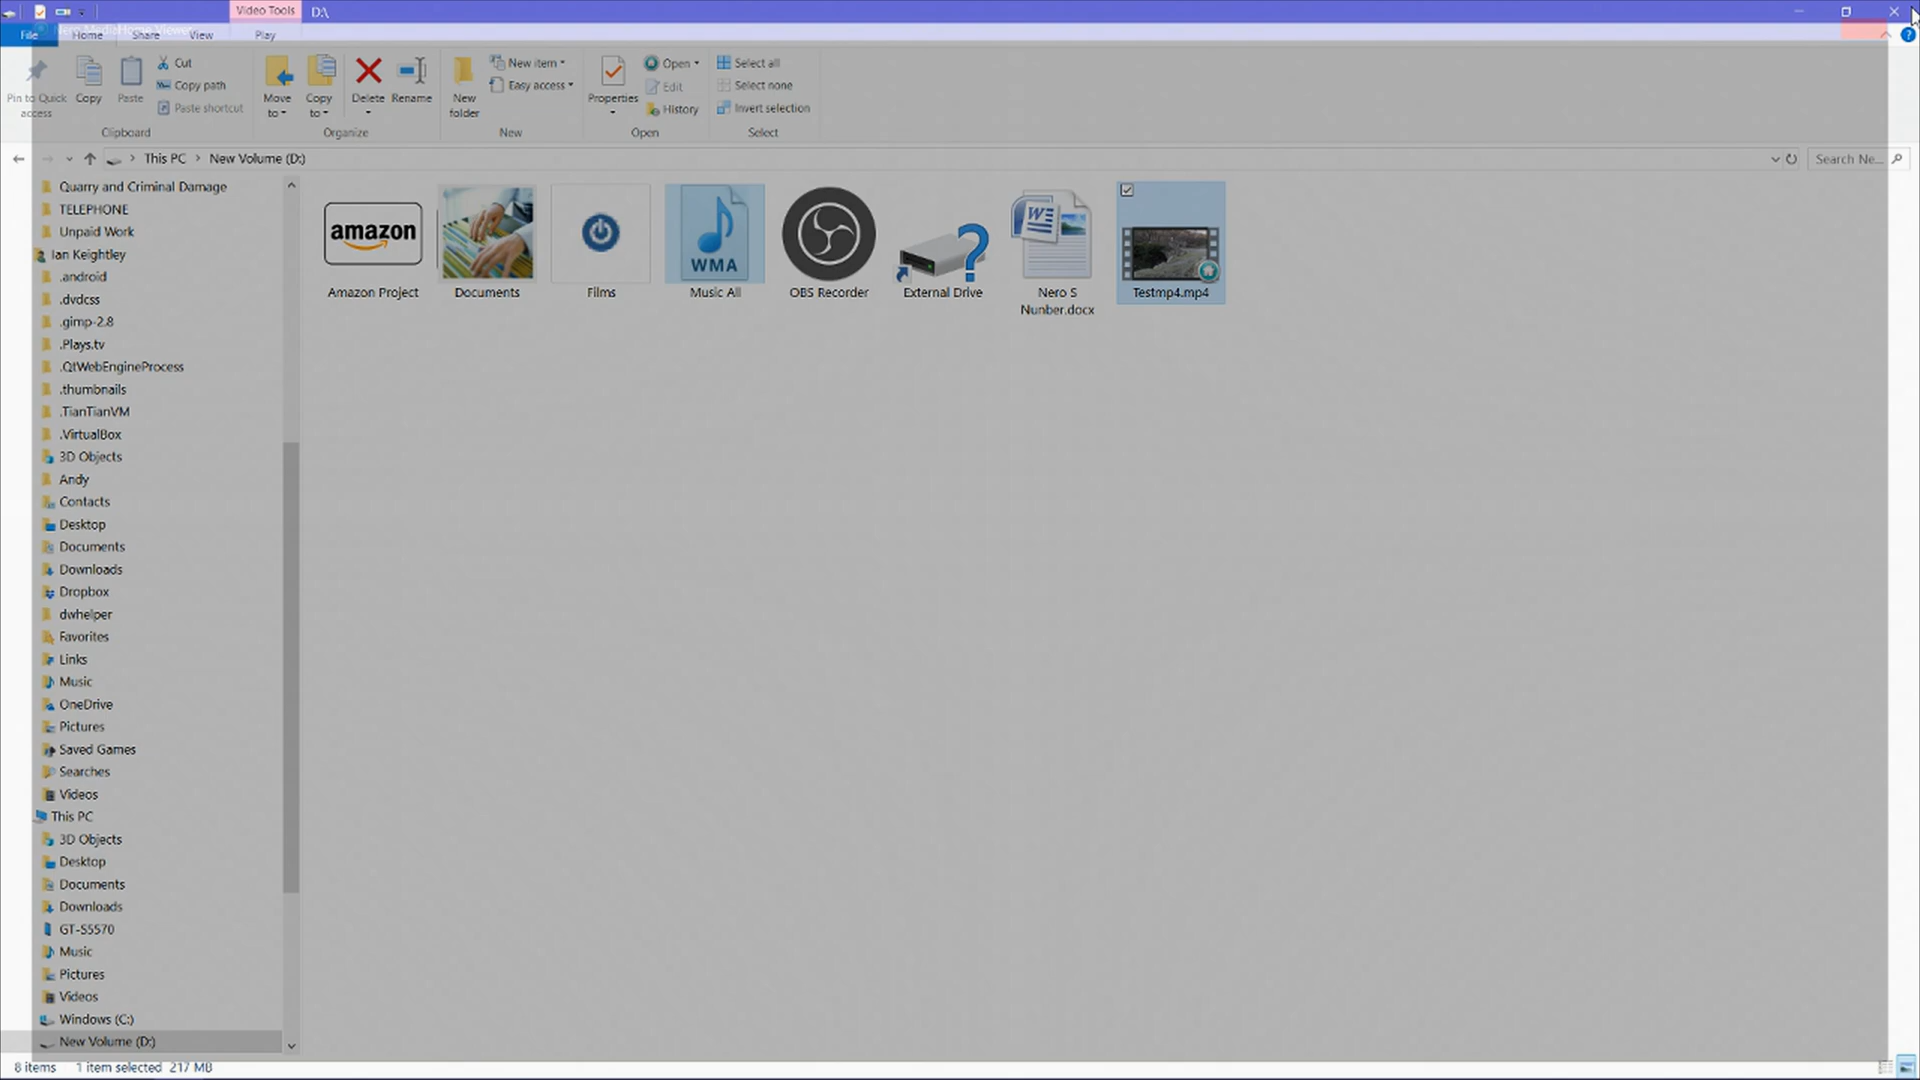 Video Tools
D:\
Nero MediaHome Viewer
File
Home
Share
View
Play
Pin to Quick
access
Copy
Paste
Cut
Copy path
Paste shortcut
Clipboard
Move
to
Copy
to
Delete
Rename
Organize
New
folder
New item
Easy access
New
Properties
Open
Edit
History
Open
Select all
Select none
Invert selection
Select
This PC
New Volume (D:)
Search Ne...
Quarry and Criminal Damage
TELEPHONE
Unpaid Work
Ian Keightley
.android
.dvdcss
.gimp-2.8
.Plays.tv
.QtWebEngineProcess
.thumbnails
.TianTianVM
.VirtualBox
3D Objects
Andy
Contacts
Desktop
Documents
Downloads
Dropbox
dwhelper
Favorites
Links
Music
OneDrive
Pictures
Saved Games
Searches
Videos
This PC
3D Objects
Desktop
Documents
Downloads
GT-S5570
Music
Pictures
Videos
Windows (C:)
New Volume (D:)
amazon
Amazon Project
Documents
Films
WMA
Music All
OBS Recorder
External Drive
W
Nero S
Nunber.docx
Testmp4.mp4
8 items
1 item selected 217 MB